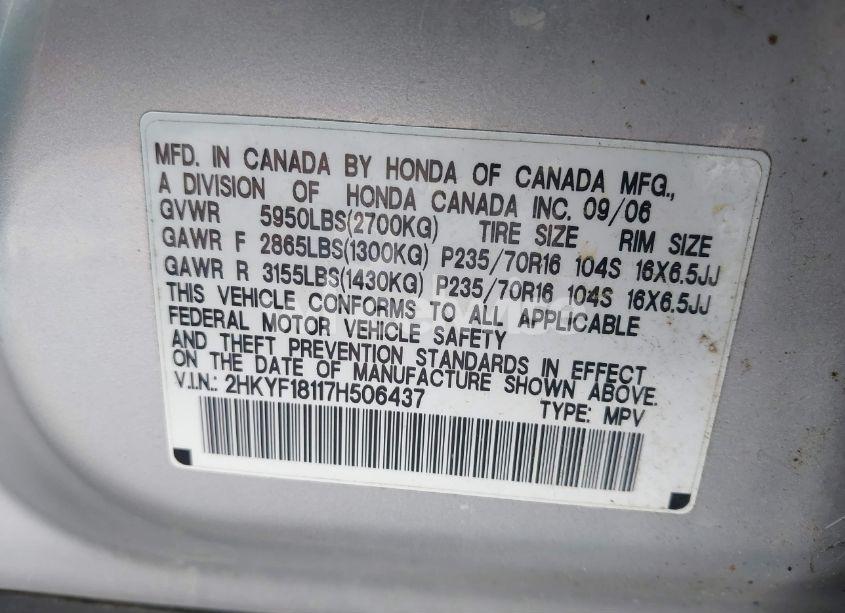 MFD. IN CANADA BY HONDA OF CANADA MFG.,
A DIVISION OF HONDA CANADA INC. 09/06
GVWR 5950LBS(2700KG) TIRE SIZE RIM SIZE
GAWR F 2865LBS(1300KG) P235/70R16 104S 16X6.5JJ
GAWR R 3155LBS(1430KG) P235/70R16 104S 16X6.5JJ
THIS VEHICLE CONFORMS TO ALL APPLICABLE
FEDERAL MOTOR VEHICLE SAFETY
AND THEFT PREVENTION STANDARDS IN EFFECT
ON THE DATE OF MANUFACTURE SHOWN ABOVE.
V.I.N.: 2HKYF18117H506437 TYPE: MPV